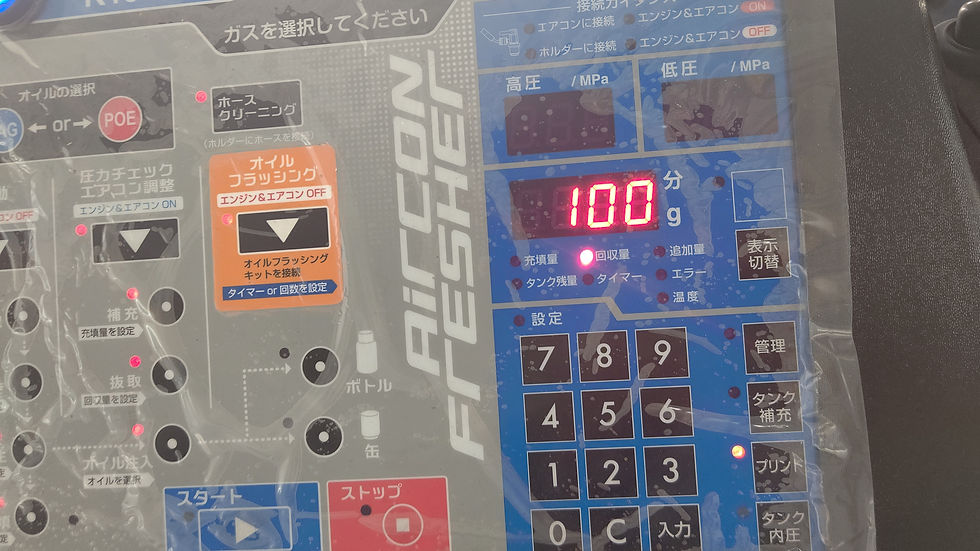 ガスを選択してください
オイルの選択
AG ←or→ POE
ホース
クリーニング
(ホルダーにホースを接続)
圧力チェック
エアコン調整
エンジン&エアコン ON
オイル
フラッシング
エンジン&エアコン OFF
オイルフラッシング
キットを接続
タイマー or 回数を設定
補充
充填量を設定
抜取
回収量を設定
オイル注入
オイルを選択
ボトル
缶
スタート
ストップ
AIRCON
FRESHER
接続ガイダンス
エアコンに接続 エンジン&エアコン ON
ホルダーに接続 エンジン&エアコン OFF
高圧 /MPa
低圧 /MPa
100 分
g
充填量 回収量 追加量
タンク残量 タイマー エラー
温度
表示
切替
設定
7 8 9
4 5 6
1 2 3
0 C 入力
管理
タンク
補充
プリント
タンク
内圧